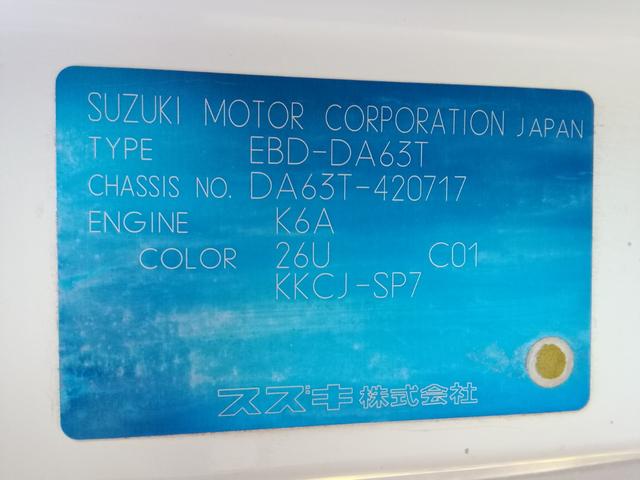 SUZUKI MOTOR CORPORATION JAPAN
TYPE EBD-DA63T
CHASSIS NO. DA63T-420717
ENGINE K6A
COLOR 26U C01
KKCJ-SP7
スズキ株式会社